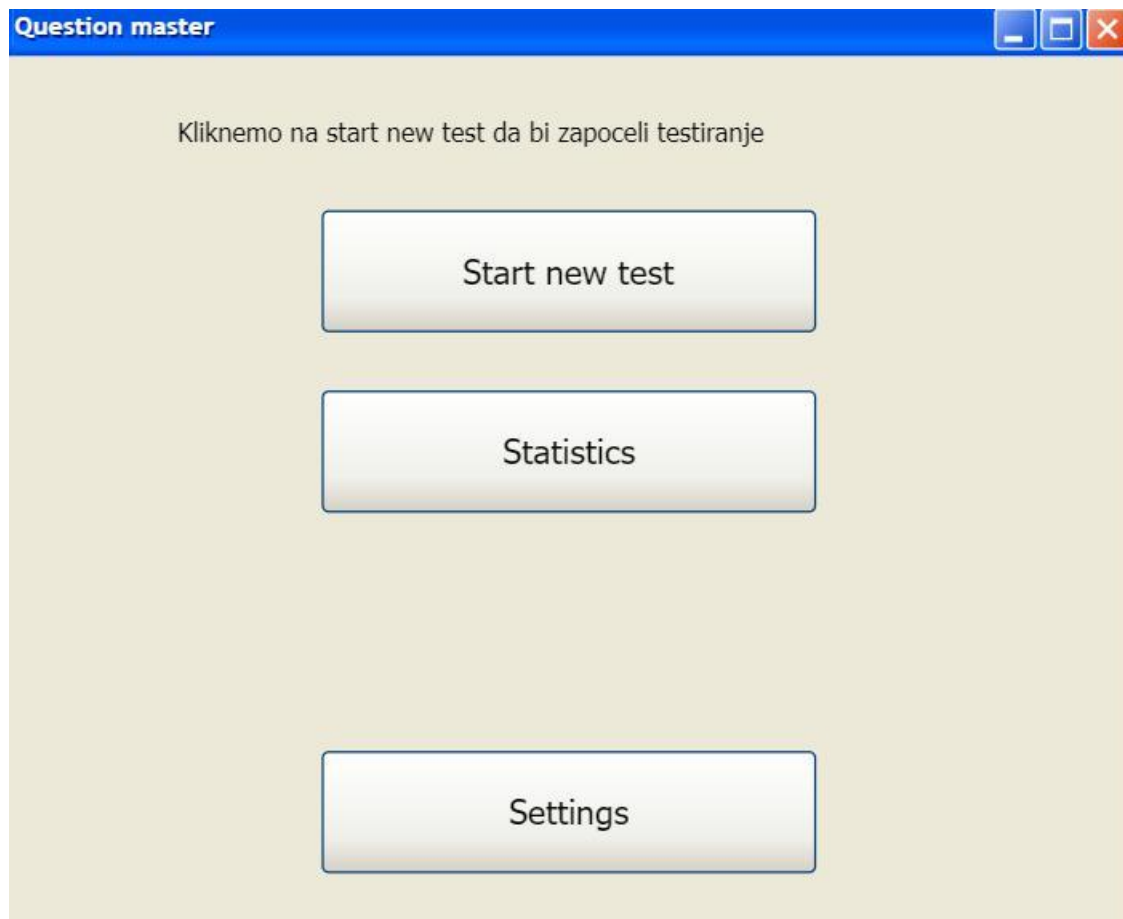 Question master
Kliknemo na start new test da bi zapoceli testiranje
Start new test
Statistics
Settings